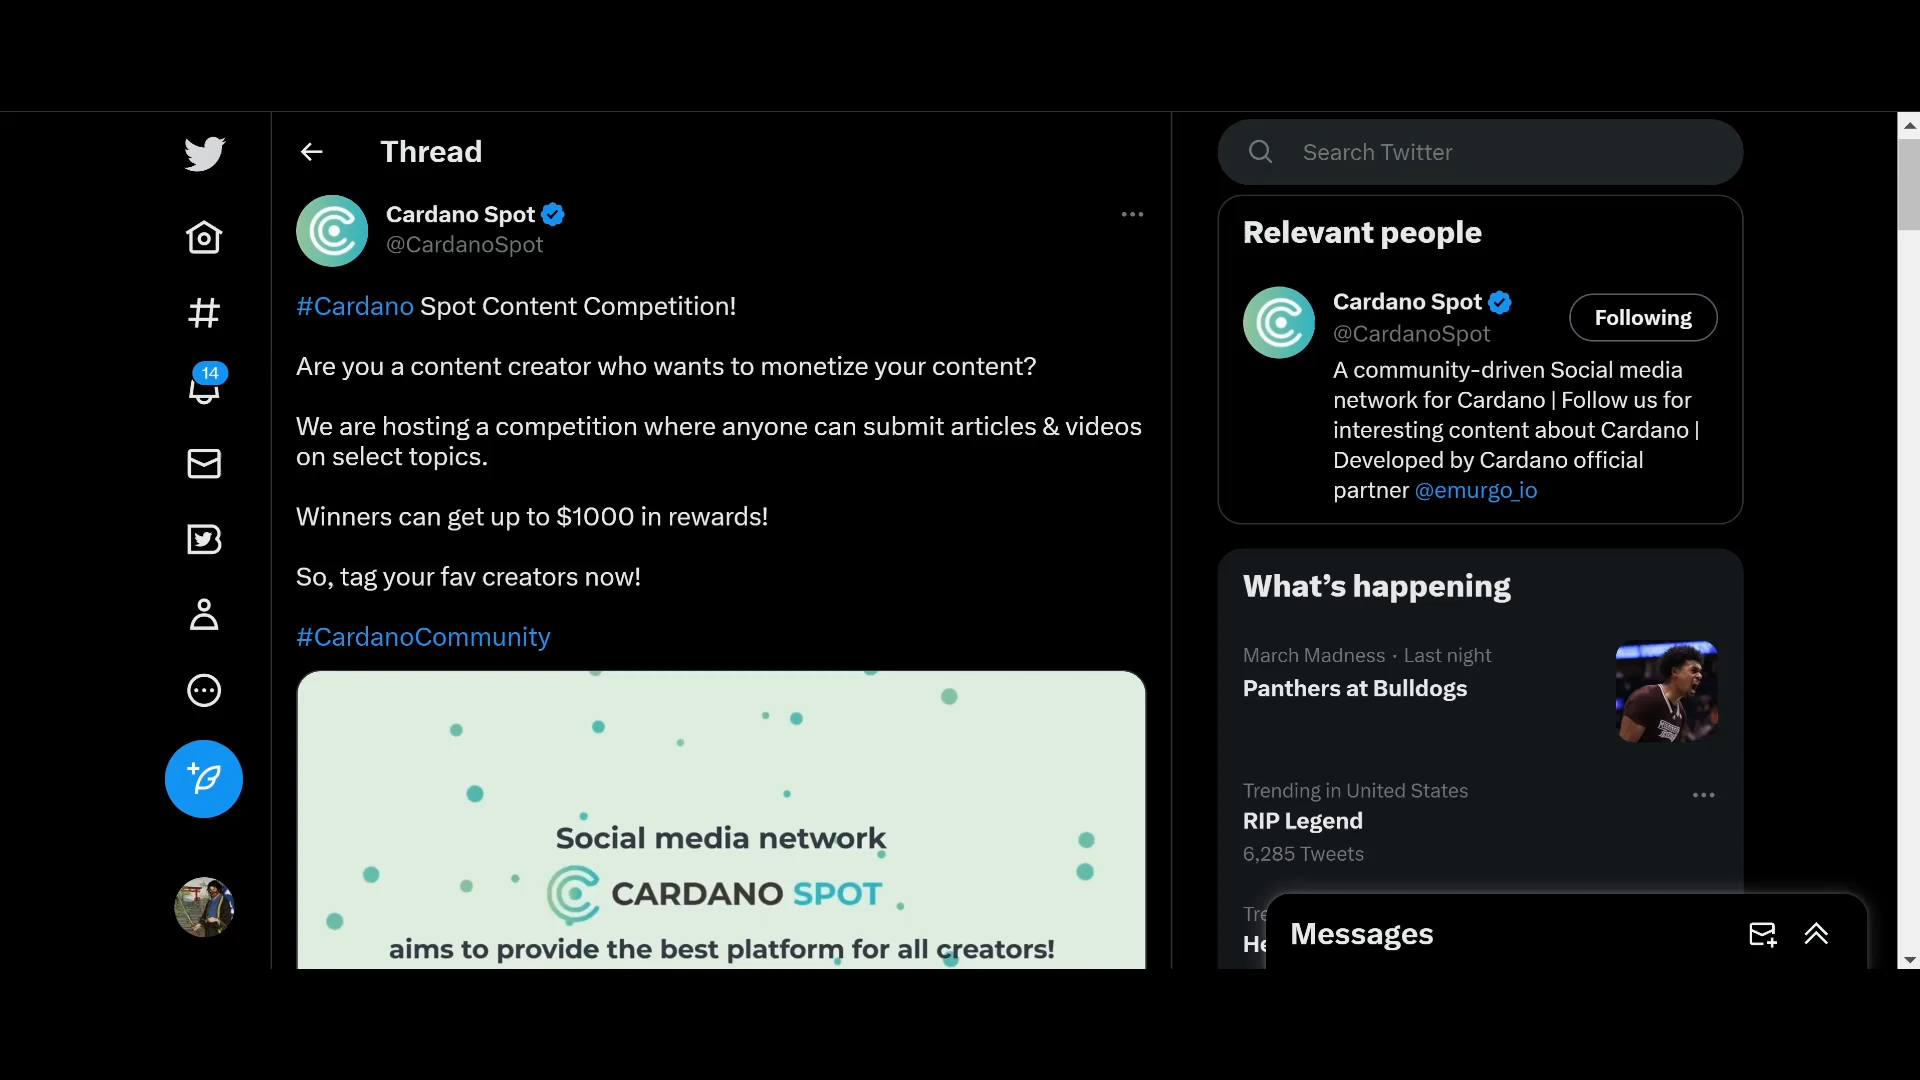 Thread
Cardano Spot
@CardanoSpot
#Cardano Spot Content Competition!
Are you a content creator who wants to monetize your content?
We are hosting a competition where anyone can submit articles & videos
on select topics.
Winners can get up to $1000 in rewards!
So, tag your fav creators now!
#CardanoCommunity
Social media network
CARDANO SPOT
aims to provide the best platform for all creators!
14
Search Twitter
Relevant people
Cardano Spot
@CardanoSpot
Following
A community-driven Social media
network for Cardano | Follow us for
interesting content about Cardano |
Developed by Cardano official
partner @emurgo_io
What's happening
March Madness · Last night
Panthers at Bulldogs
Trending in United States
RIP Legend
6,285 Tweets
Messages